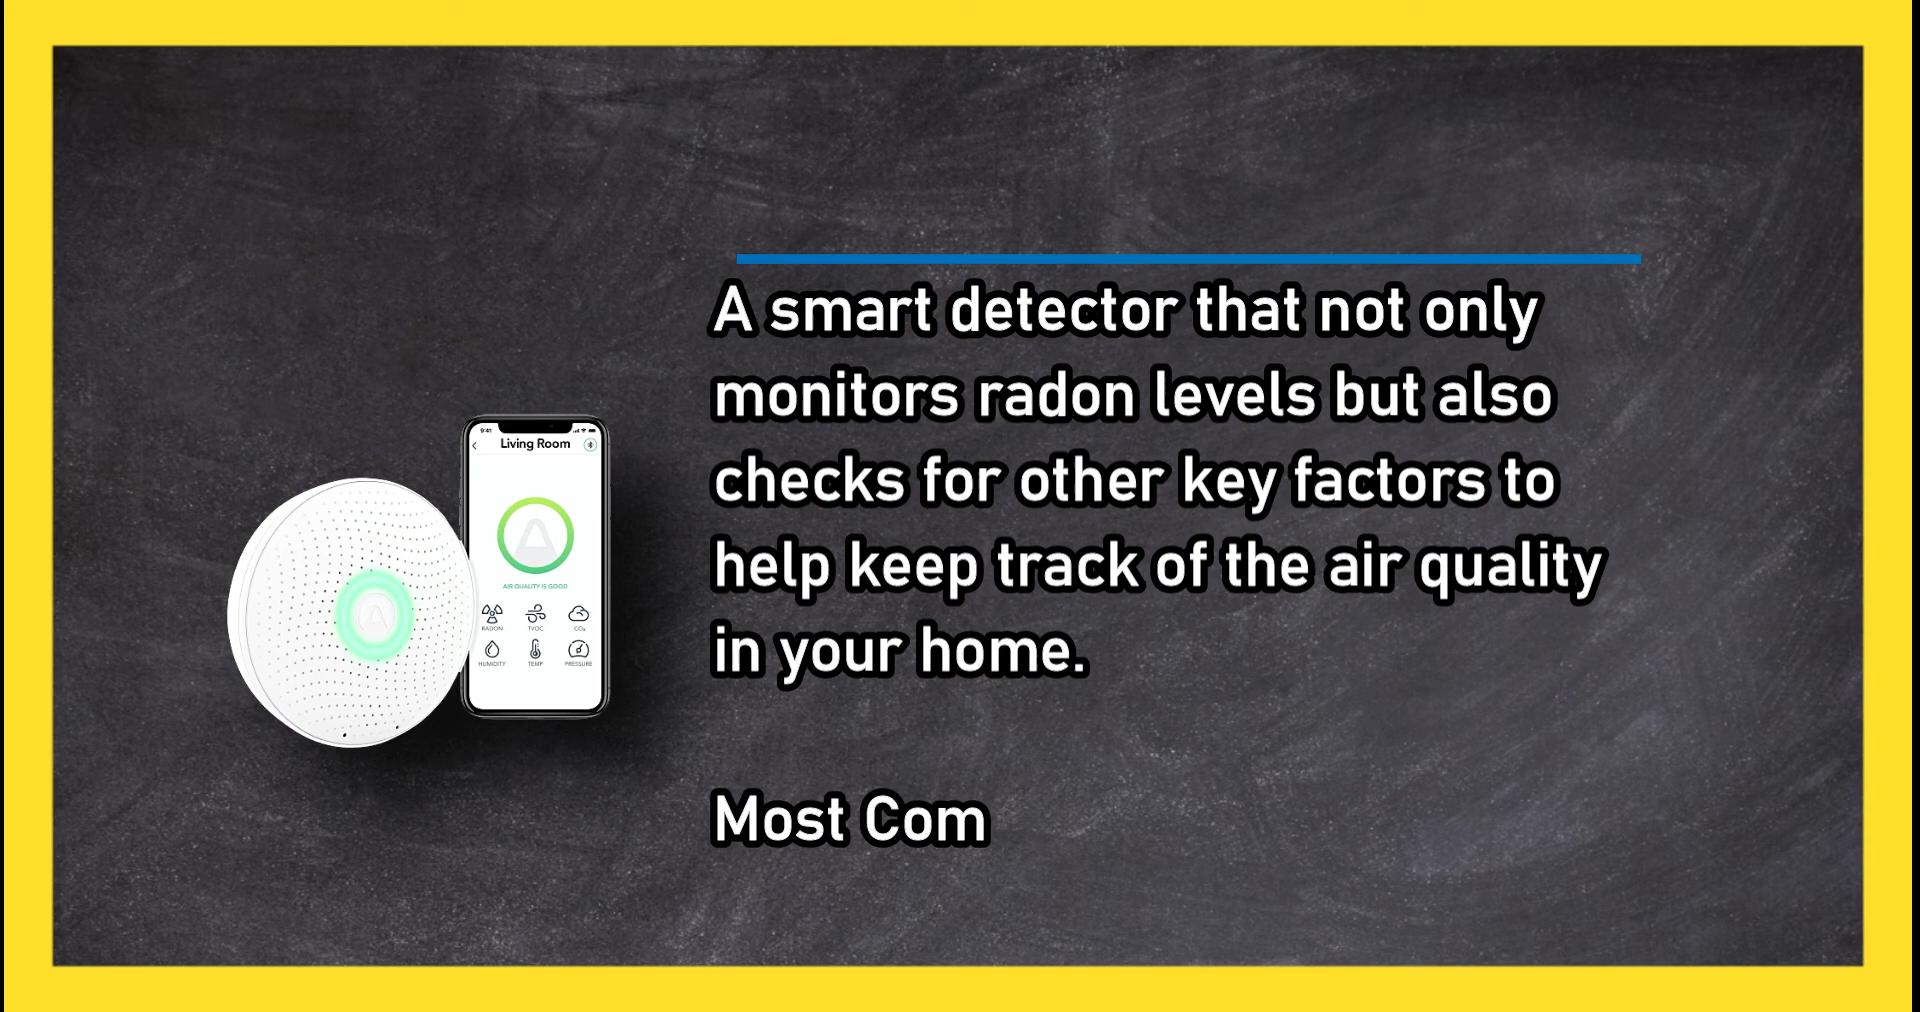 A smart detector that not only
monitors radon levels but also
checks for other key factors to
help keep track of the air quality
in your home.
Most Com
9:41
Living Room
AIR QUALITY IS GOOD
RADON TVOC CO₂
HUMIDITY TEMP PRESSURE